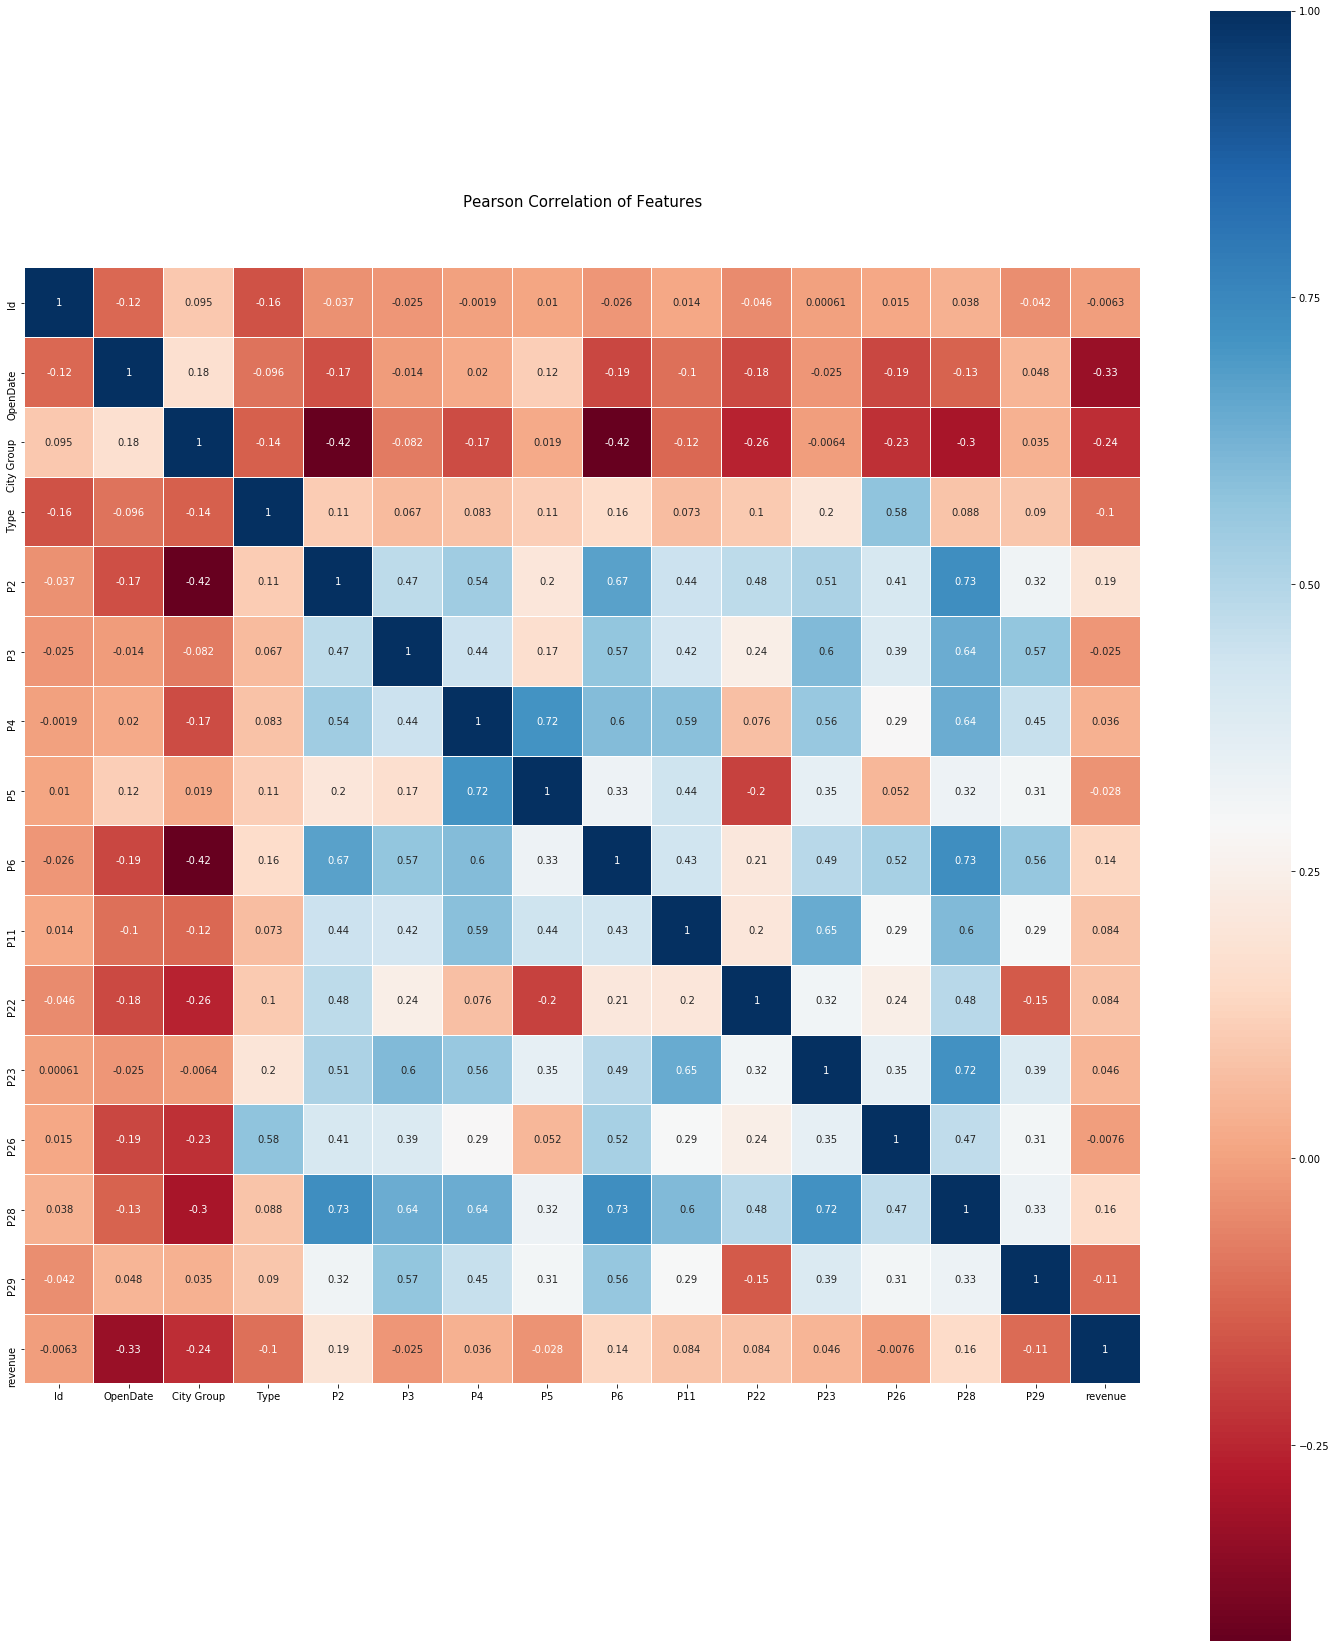 Pearson Correlation of Features
Id 1 -0.12 0.095 -0.16 -0.037 -0.025 -0.0019 0.01 -0.026 0.014 -0.046 0.00061 0.015 0.038 -0.042 -0.0063
OpenDate -0.12 1 0.18 -0.096 -0.17 -0.014 0.02 0.12 -0.19 -0.1 -0.18 -0.025 -0.19 -0.13 0.048 -0.33
City Group 0.095 0.18 1 -0.14 -0.42 -0.082 -0.17 0.019 -0.42 -0.12 -0.26 -0.0064 -0.23 -0.3 0.035 -0.24
Type -0.16 -0.096 -0.14 1 0.11 0.067 0.083 0.11 0.16 0.073 0.1 0.2 0.58 0.088 0.09 -0.1
P2 -0.037 -0.17 -0.42 0.11 1 0.47 0.54 0.2 0.67 0.44 0.48 0.51 0.41 0.73 0.32 0.19
P3 -0.025 -0.014 -0.082 0.067 0.47 1 0.44 0.17 0.57 0.42 0.24 0.6 0.39 0.64 0.57 -0.025
P4 -0.0019 0.02 -0.17 0.083 0.54 0.44 1 0.72 0.6 0.59 0.076 0.56 0.29 0.64 0.45 0.036
P5 0.01 0.12 0.019 0.11 0.2 0.17 0.72 1 0.33 0.44 -0.2 0.35 0.052 0.32 0.31 -0.028
P6 -0.026 -0.19 -0.42 0.16 0.67 0.57 0.6 0.33 1 0.43 0.21 0.49 0.52 0.73 0.56 0.14
P11 0.014 -0.1 -0.12 0.073 0.44 0.42 0.59 0.44 0.43 1 0.2 0.65 0.29 0.6 0.29 0.084
P22 -0.046 -0.18 -0.26 0.1 0.48 0.24 0.076 -0.2 0.21 0.2 1 0.32 0.24 0.48 -0.15 0.084
P23 0.00061 -0.025 -0.0064 0.2 0.51 0.6 0.56 0.35 0.49 0.65 0.32 1 0.35 0.72 0.39 0.046
P26 0.015 -0.19 -0.23 0.58 0.41 0.39 0.29 0.052 0.52 0.29 0.24 0.35 1 0.47 0.31 -0.0076
P28 0.038 -0.13 -0.3 0.088 0.73 0.64 0.64 0.32 0.73 0.6 0.48 0.72 0.47 1 0.33 0.16
P29 -0.042 0.048 0.035 0.09 0.32 0.57 0.45 0.31 0.56 0.29 -0.15 0.39 0.31 0.33 1 -0.11
revenue -0.0063 -0.33 -0.24 -0.1 0.19 -0.025 0.036 -0.028 0.14 0.084 0.084 0.046 -0.0076 0.16 -0.11 1
Id OpenDate City Group Type P2 P3 P4 P5 P6 P11 P22 P23 P26 P28 P29 revenue
1.00
0.75
0.50
0.25
0.00
−0.25